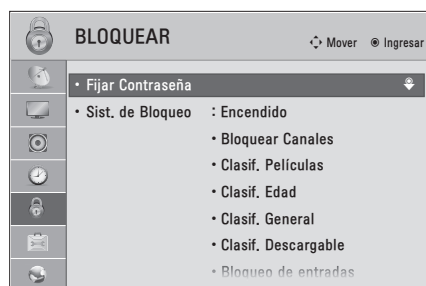 BLOQUEAR
Mover Ingresar
• Fijar Contraseña
• Sist. de Bloqueo : Encendido
• Bloquear Canales
• Clasif. Películas
• Clasif. Edad
• Clasif. General
• Clasif. Descargable
• Bloqueo de entradas